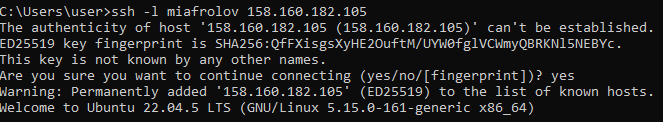 C:\Users\user>ssh -l miafrolov 158.160.182.105
The authenticity of host '158.160.182.105 (158.160.182.105)' can't be established.
ED25519 key fingerprint is SHA256:QfFXisgsXyHE2OuftM/UYW0fglVCWmyQBRKNl5NEBYc.
This key is not known by any other names.
Are you sure you want to continue connecting (yes/no/[fingerprint])? yes
Warning: Permanently added '158.160.182.105' (ED25519) to the list of known hosts.
Welcome to Ubuntu 22.04.5 LTS (GNU/Linux 5.15.0-161-generic x86_64)